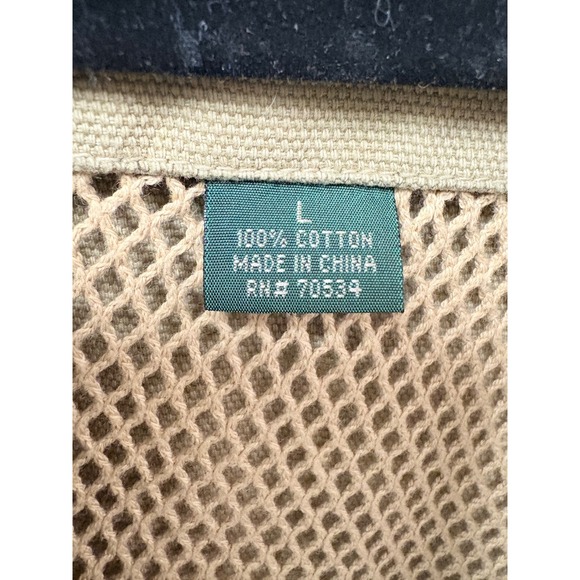 L
100% COTTON
MADE IN CHINA
RN# 70534